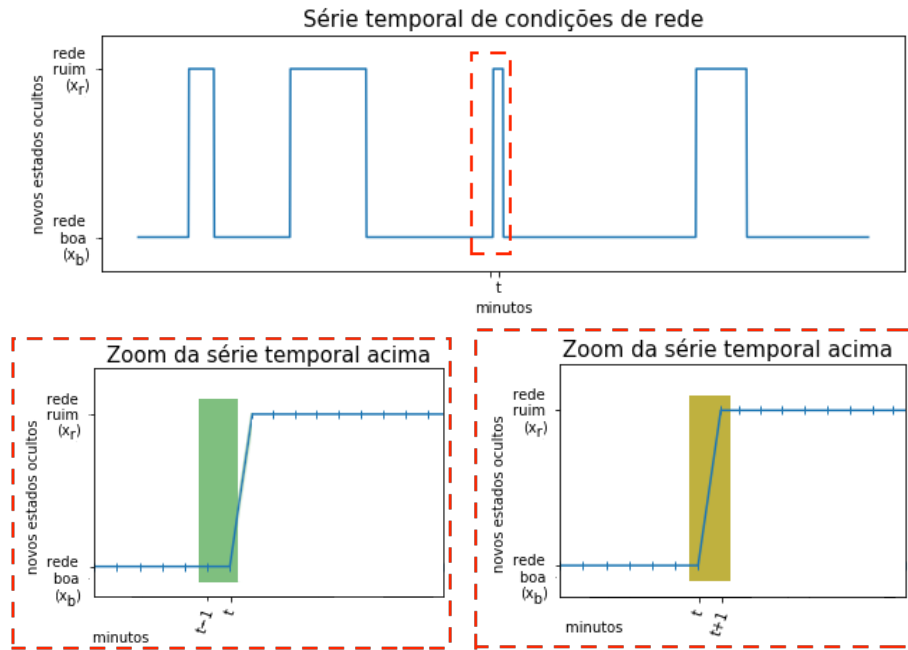 Série temporal de condições de rede
novos estados ocultos
rede
ruim
(xr)
rede
boa
(xb)
t
minutos
Zoom da série temporal acima
novos estados ocultos
rede
ruim
(xr)
rede
boa
(xb)
t−1
t
minutos
Zoom da série temporal acima
novos estados ocultos
rede
ruim
(xr)
rede
boa
(xb)
t
t+1
minutos